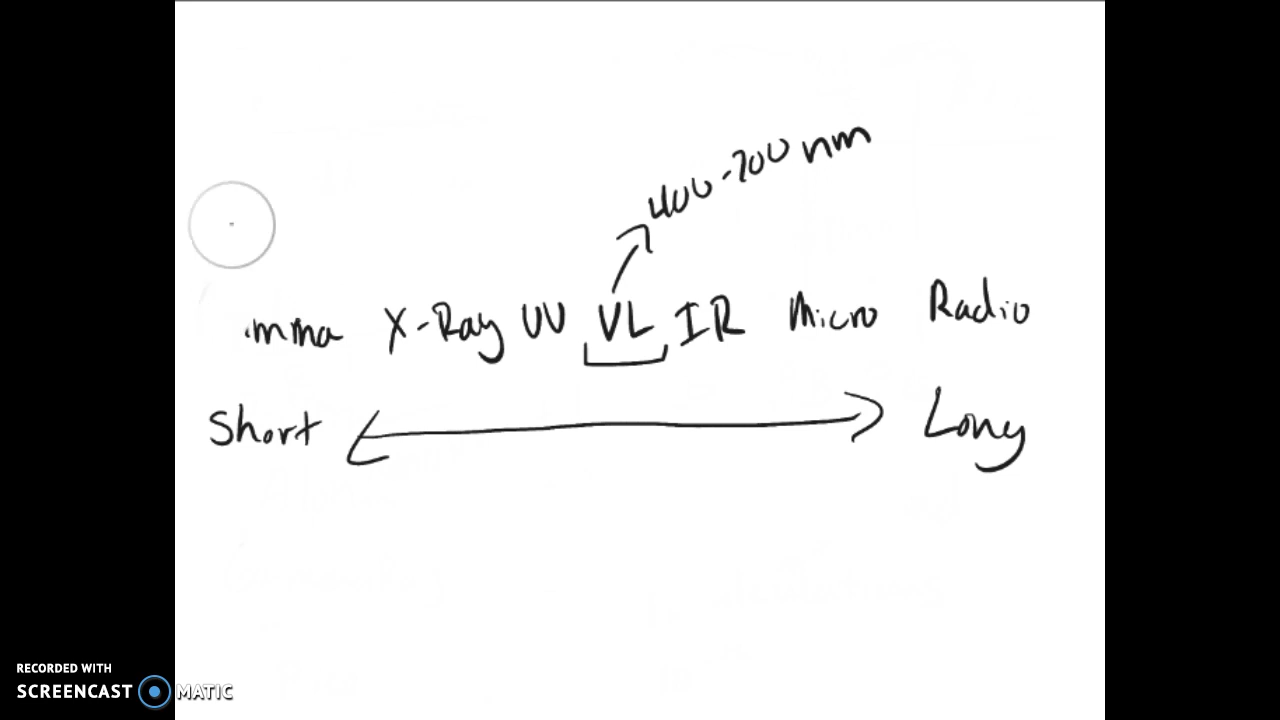 400-700 nm
mma X-Ray UV VL IR Micro Radio
Short Long
RECORDED WITH
SCREENCAST MATIC